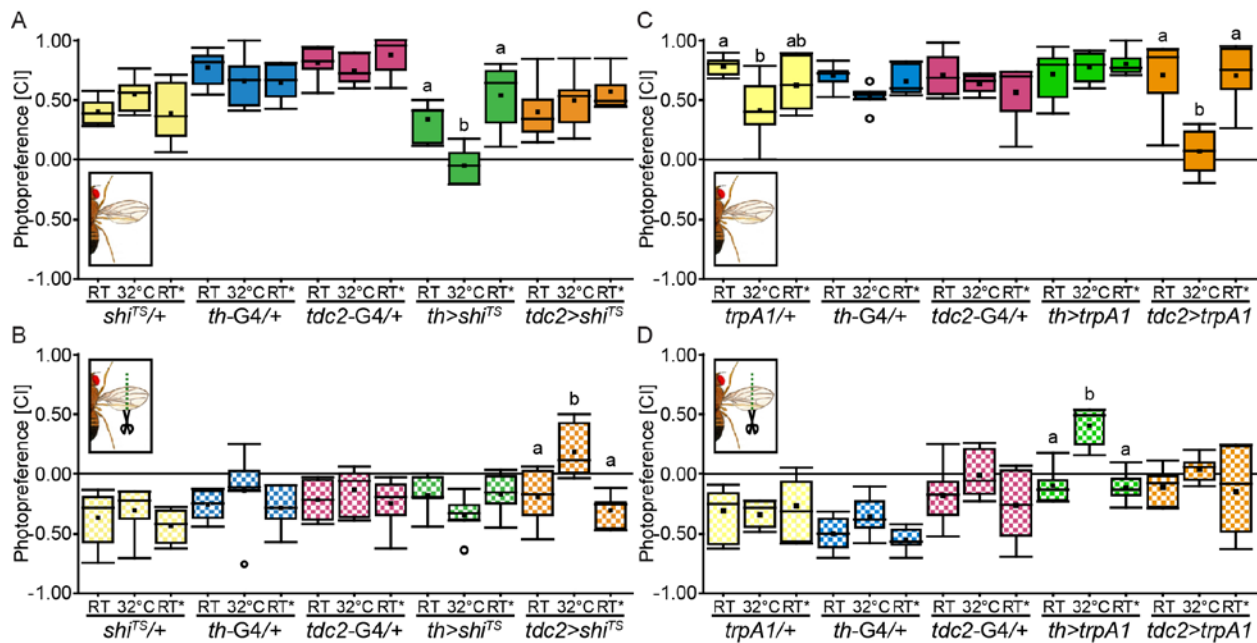 A
Photopreference [CI]
1.00
0.50
0.00
-0.50
-1.00
a
b
a
RT 32°C RT* RT 32°C RT* RT 32°C RT* RT 32°C RT* RT 32°C RT*
shiTS/+ th-G4/+ tdc2-G4/+ th>shiTS tdc2>shiTS
B
Photopreference [CI]
1.00
0.50
0.00
-0.50
-1.00
a
b
a
RT 32°C RT* RT 32°C RT* RT 32°C RT* RT 32°C RT* RT 32°C RT*
shiTS/+ th-G4/+ tdc2-G4/+ th>shiTS tdc2>shiTS
C
Photopreference [CI]
1.00
0.50
0.00
-0.50
-1.00
a
b
ab
a
b
a
RT 32°C RT* RT 32°C RT* RT 32°C RT* RT 32°C RT* RT 32°C RT*
trpA1/+ th-G4/+ tdc2-G4/+ th>trpA1 tdc2>trpA1
D
Photopreference [CI]
1.00
0.50
0.00
-0.50
-1.00
a
b
a
RT 32°C RT* RT 32°C RT* RT 32°C RT* RT 32°C RT* RT 32°C RT*
trpA1/+ th-G4/+ tdc2-G4/+ th>trpA1 tdc2>trpA1